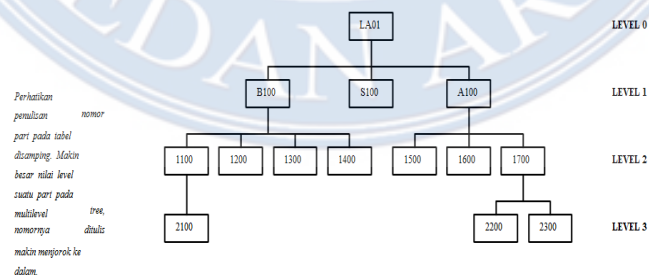 LA01 LEVEL 0
B100 S100 A100 LEVEL 1
Perhatikan
penulisan nomor
part pada tabel
disamping. Makin
besar nilai level
suatu part pada
multilevel tree,
nomornya ditulis
makin menjorok ke
dalam.
1100 1200 1300 1400 1500 1600 1700 LEVEL 2
2100 2200 2300 LEVEL 3
EDAN AR